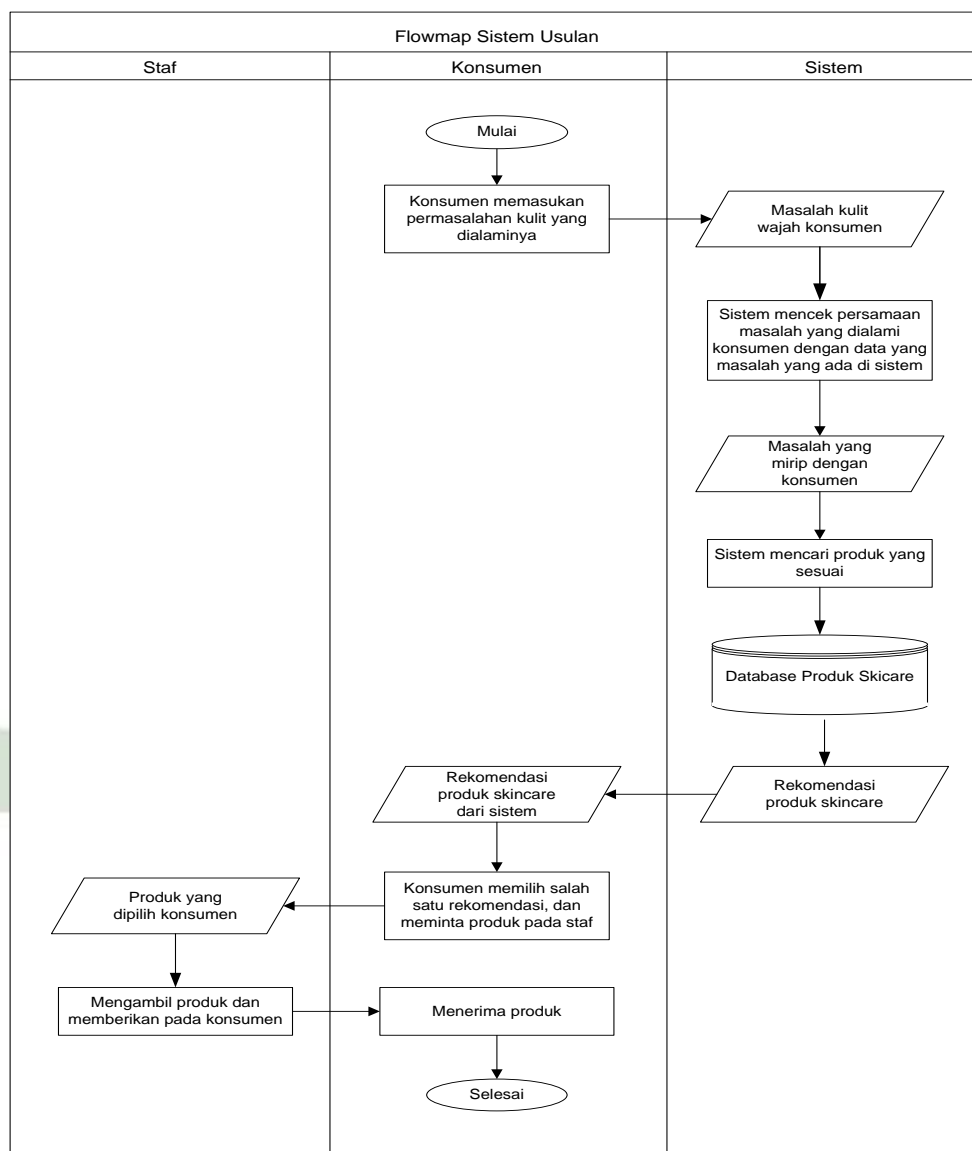 Flowmap Sistem Usulan
Staf
Konsumen
Sistem
Mulai
Konsumen memasukan
permasalahan kulit yang
dialaminya
Masalah kulit
wajah konsumen
Sistem mencek persamaan
masalah yang dialami
konsumen dengan data yang
masalah yang ada di sistem
Masalah yang
mirip dengan
konsumen
Sistem mencari produk yang
sesuai
Database Produk Skicare
Rekomendasi
produk skincare
Rekomendasi
produk skincare
dari sistem
Konsumen memilih salah
satu rekomendasi, dan
meminta produk pada staf
Produk yang
dipilih konsumen
Mengambil produk dan
memberikan pada konsumen
Menerima produk
Selesai